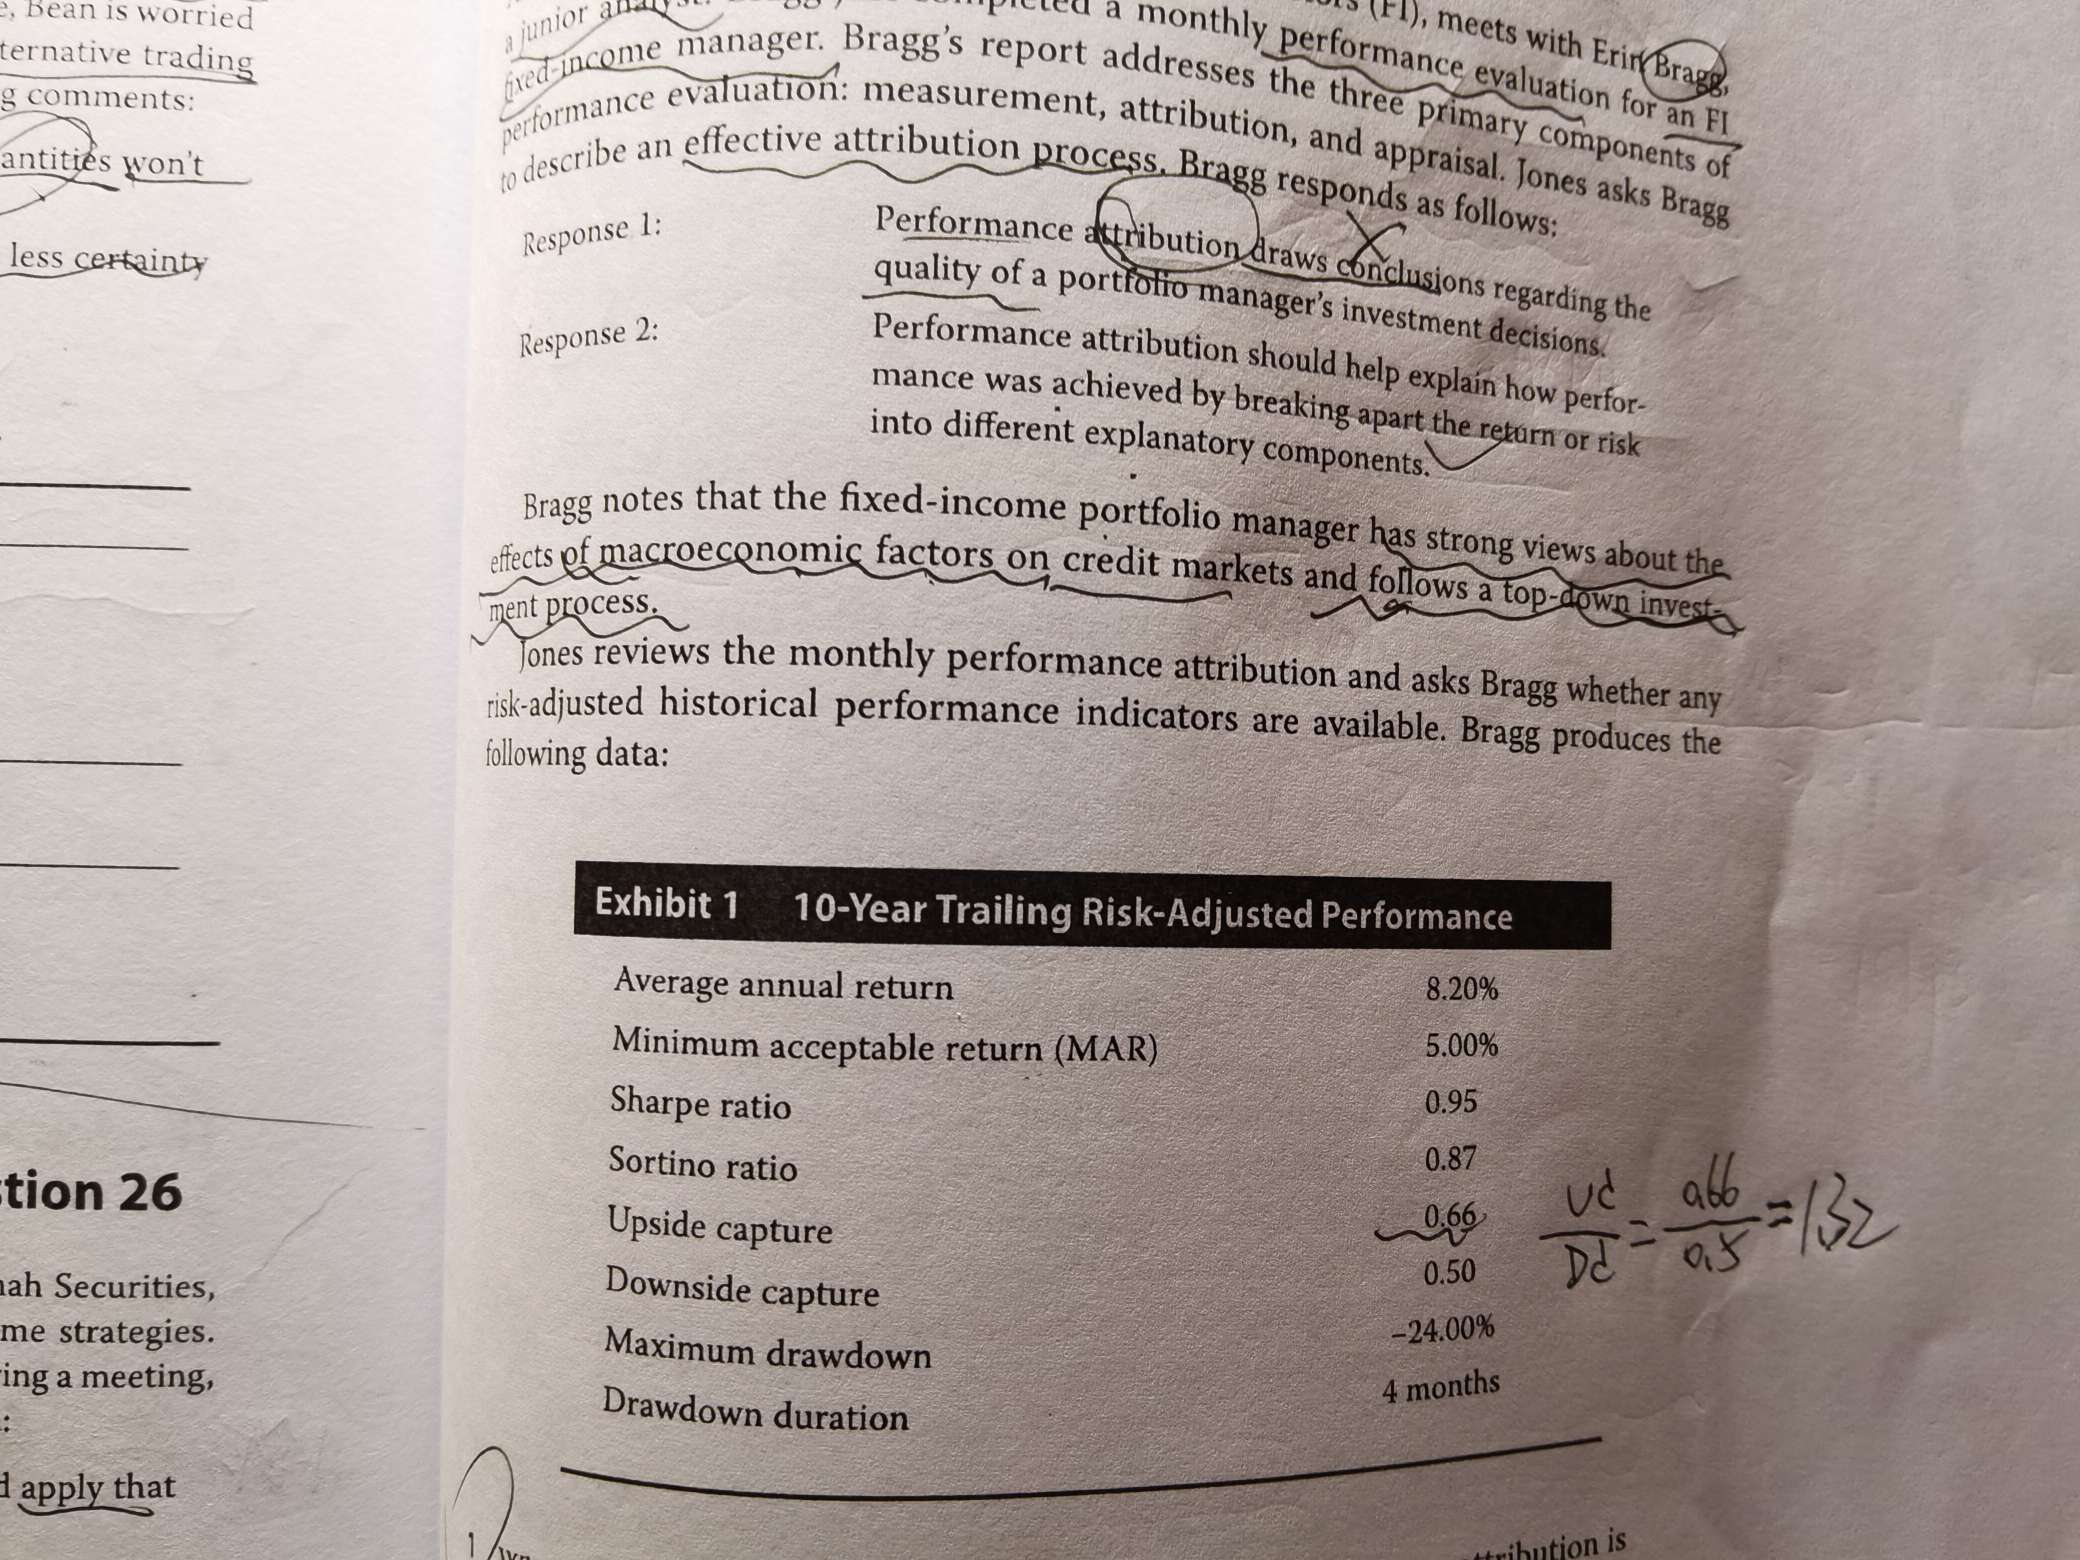 e, Bean is worried
ternative trading
g comments:
antities won't
less certainty
tion 26
nah Securities,
me strategies.
ing a meeting,
:
d apply that
(FI), meets with Erin Bragg,
a junior analyst. completed a monthly performance evaluation for an FI
fixed-income manager. Bragg's report addresses the three primary components of
performance evaluation: measurement, attribution, and appraisal. Jones asks Bragg
to describe an effective attribution process. Bragg responds as follows:
Response 1: Performance attribution draws conclusions regarding the
quality of a portfolio manager's investment decisions.
Response 2: Performance attribution should help explain how perfor-
mance was achieved by breaking apart the return or risk
into different explanatory components.
Bragg notes that the fixed-income portfolio manager has strong views about the
effects of macroeconomic factors on credit markets and follows a top-down invest-
ment process.
Jones reviews the monthly performance attribution and asks Bragg whether any
risk-adjusted historical performance indicators are available. Bragg produces the
following data:
Exhibit 1 10-Year Trailing Risk-Adjusted Performance
Average annual return 8.20%
Minimum acceptable return (MAR) 5.00%
Sharpe ratio 0.95
Sortino ratio 0.87
Upside capture 0.66
Downside capture 0.50
Maximum drawdown –24.00%
Drawdown duration 4 months
Uc/Dc = 0.66/0.5 = 1.32
1
attribution is